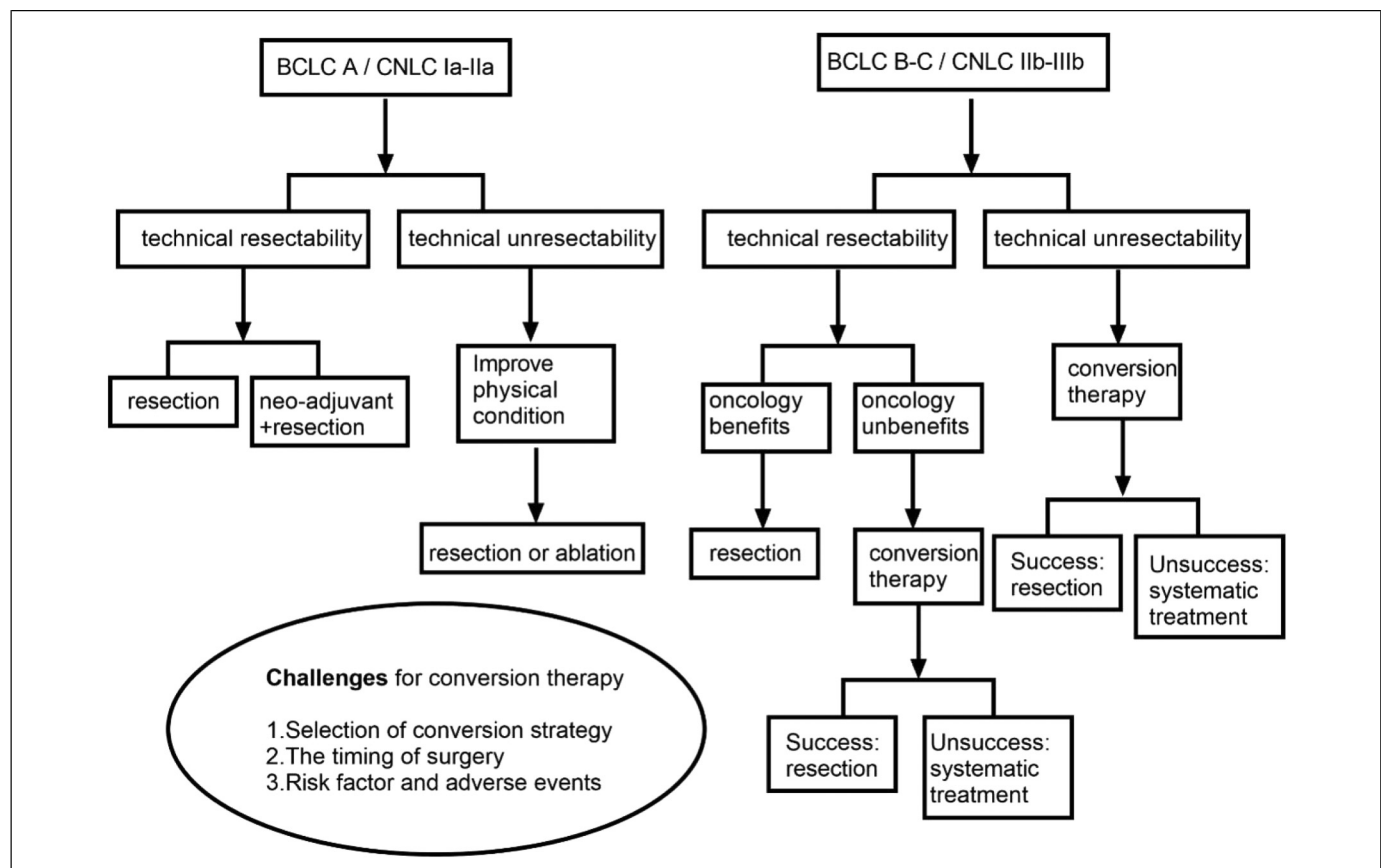 BCLC A / CNLC Ia-IIa
BCLC B-C / CNLC IIb-IIIb
technical resectability
technical unresectability
technical resectability
technical unresectability
resection
neo-adjuvant
+resection
Improve
physical
condition
resection or ablation
oncology
benefits
oncology
unbenefits
conversion
therapy
resection
conversion
therapy
Success:
resection
Unsuccess:
systematic
treatment
Success:
resection
Unsuccess:
systematic
treatment
Challenges for conversion therapy
1.Selection of conversion strategy
2.The timing of surgery
3.Risk factor and adverse events